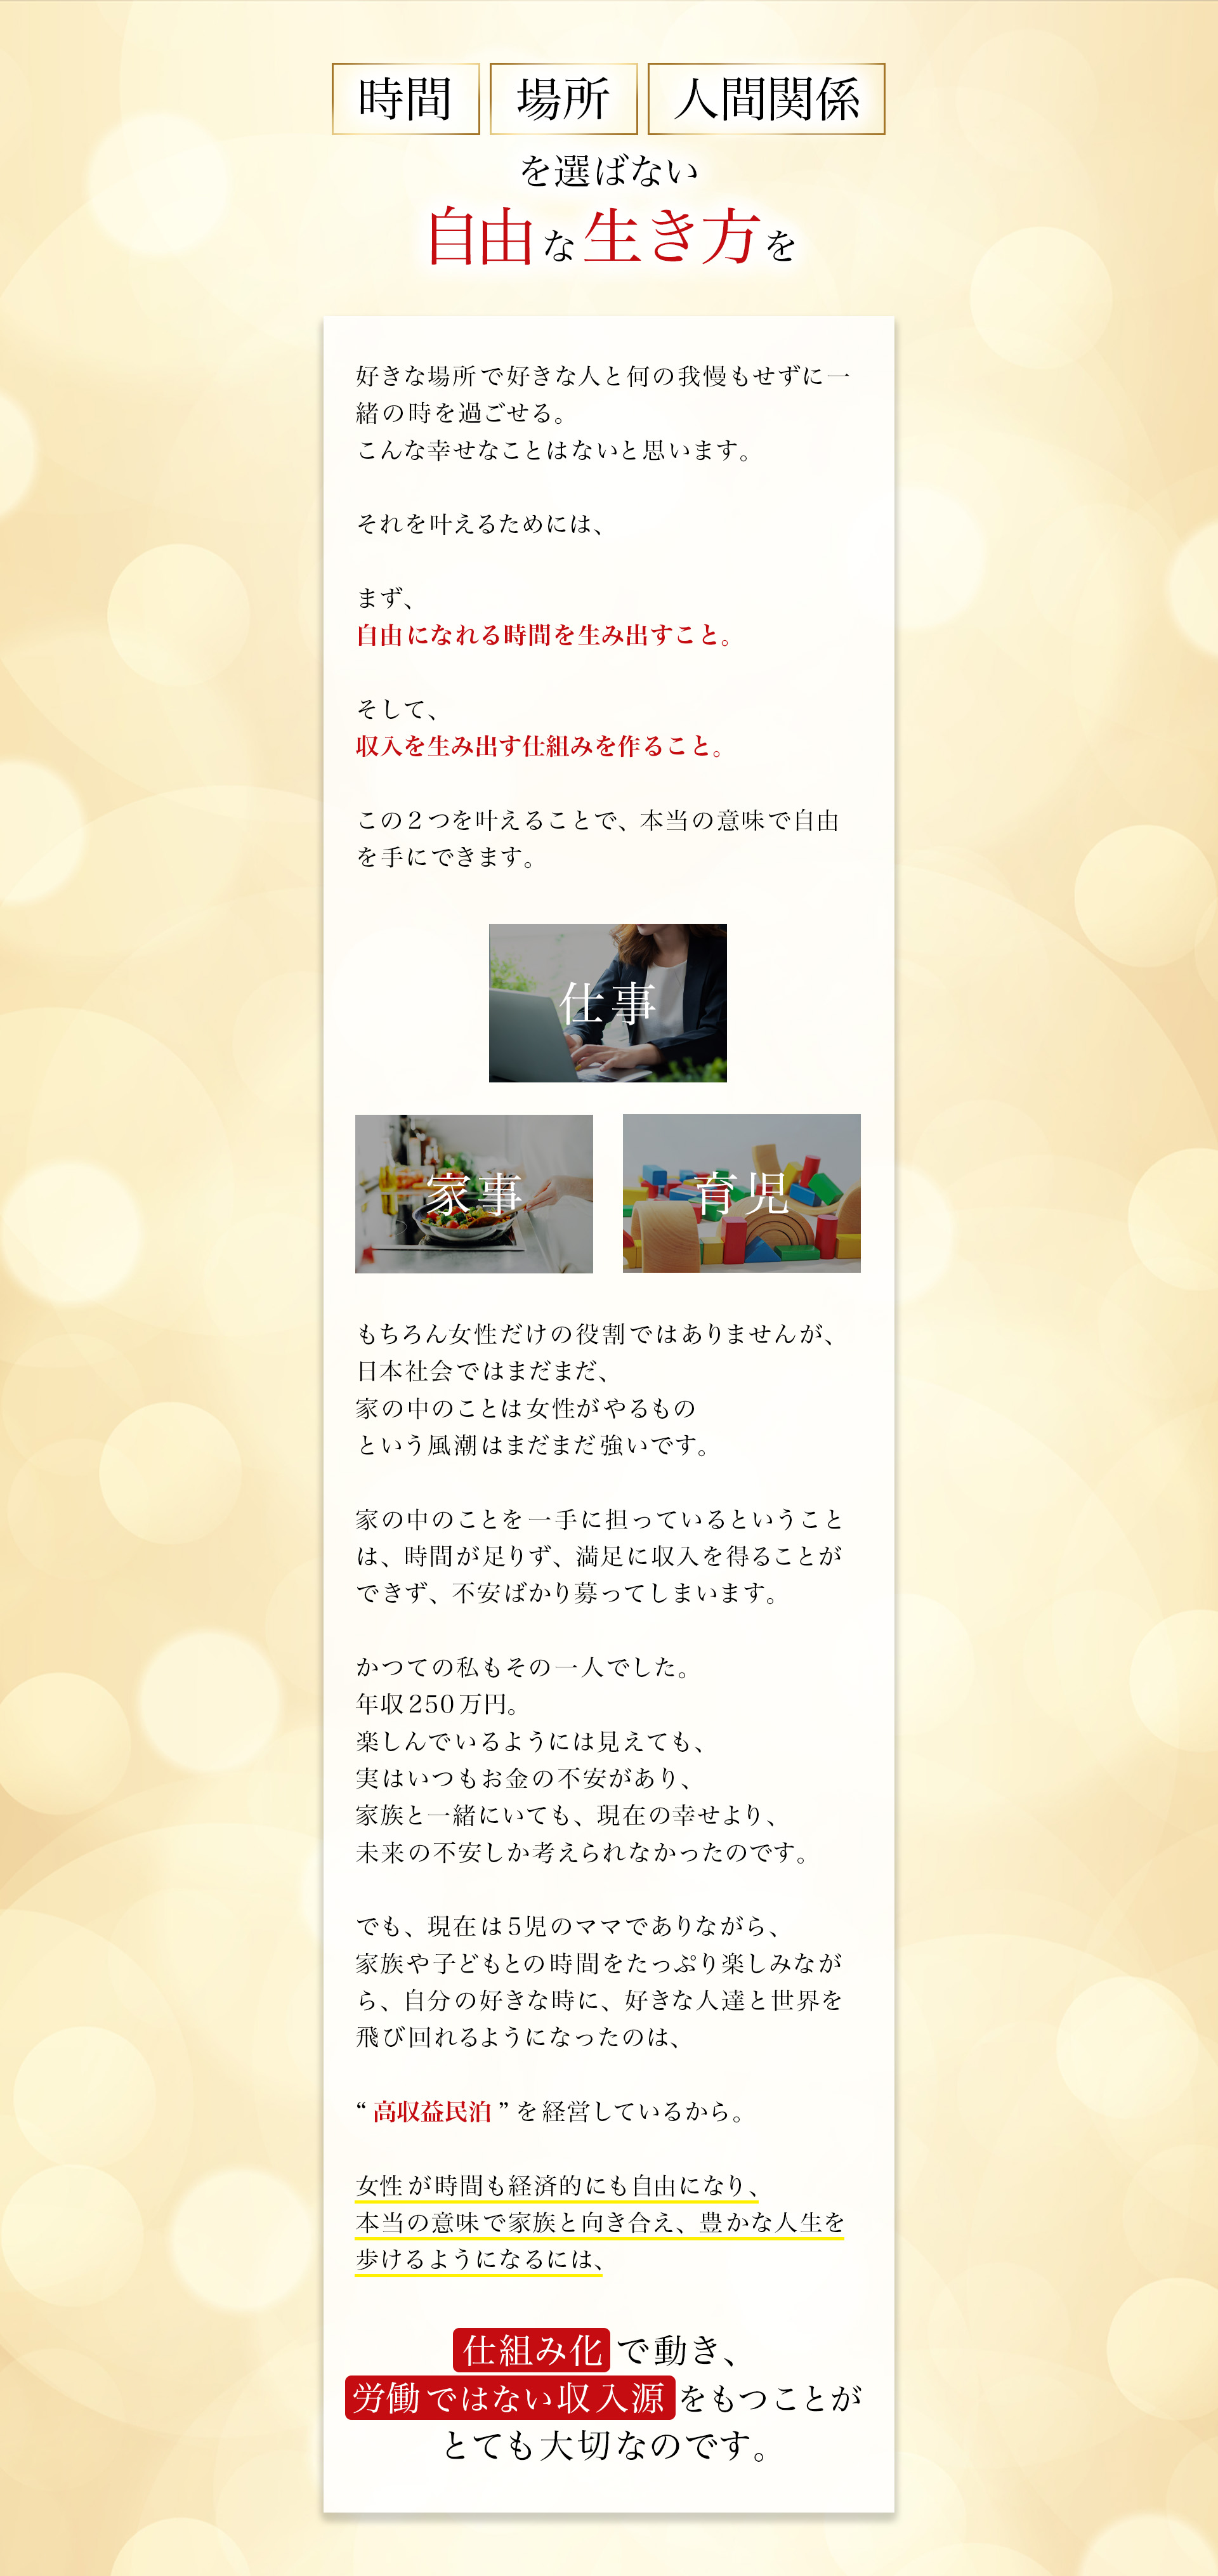 時間 場所 人間関係
を選ばない
自由な生き方を
好きな場所で好きな人と何の我慢もせずに一
緒の時を過ごせる。
こんな幸せなことはないと思います。
それを叶えるためには、
まず、
自由になれる時間を生み出すこと。
そして、
収入を生み出す仕組みを作ること。
この２つを叶えることで、本当の意味で自由
を手にできます。
仕事
家事 育児
もちろん女性だけの役割ではありませんが、
日本社会ではまだまだ、
家の中のことは女性がやるもの
という風潮はまだまだ強いです。
家の中のことを一手に担っているということ
は、時間が足りず、満足に収入を得ることが
できず、不安ばかり募ってしまいます。
かつての私もその一人でした。
年収250万円。
楽しんでいるようには見えても、
実はいつもお金の不安があり、
家族と一緒にいても、現在の幸せより、
未来の不安しか考えられなかったのです。
でも、現在は5児のママでありながら、
家族や子どもとの時間をたっぷり楽しみなが
ら、自分の好きな時に、好きな人達と世界を
飛び回れるようになったのは、
“高収益民泊”を経営しているから。
女性が時間も経済的にも自由になり、
本当の意味で家族と向き合え、豊かな人生を
歩けるようになるには、
仕組み化で動き、
労働ではない収入源をもつことが
とても大切なのです。